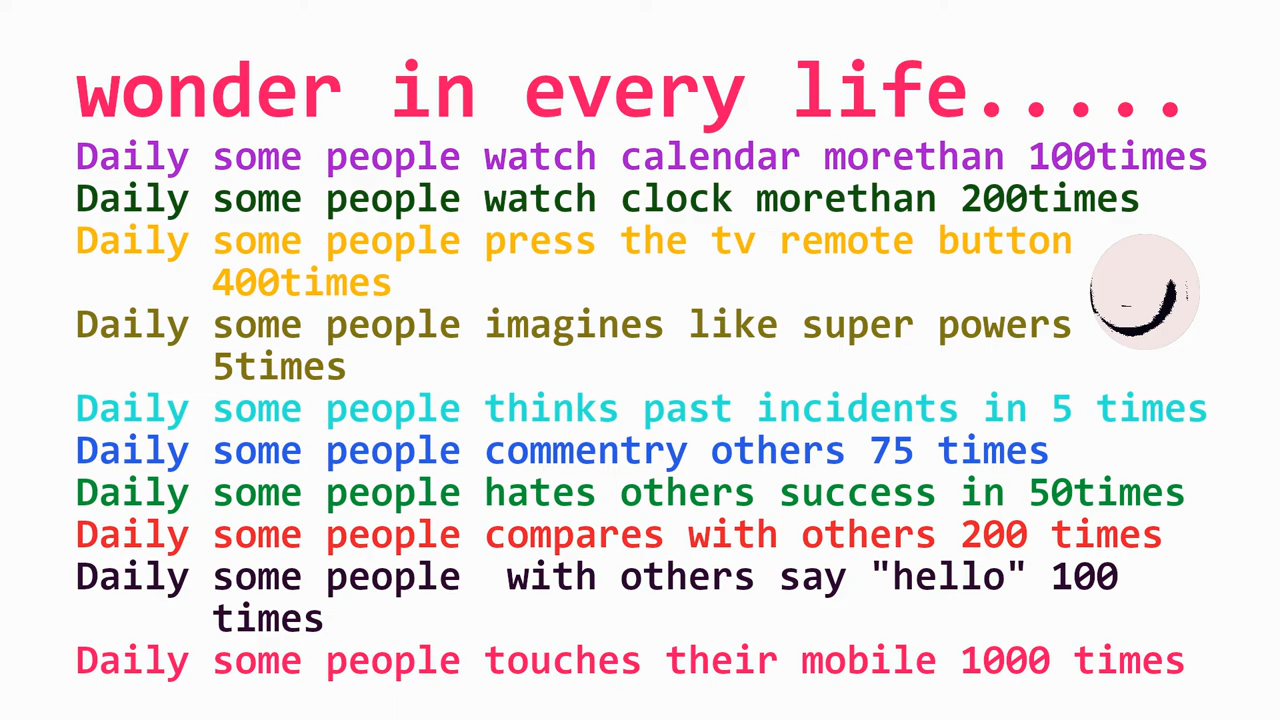 wonder in every life.....
Daily some people watch calendar morethan 100times
Daily some people watch clock morethan 200times
Daily some people press the tv remote button
400times
Daily some people imagines like super powers
5times
Daily some people thinks past incidents in 5 times
Daily some people commentry others 75 times
Daily some people hates others success in 50times
Daily some people compares with others 200 times
Daily some people  with others say "hello" 100
times
Daily some people touches their mobile 1000 times